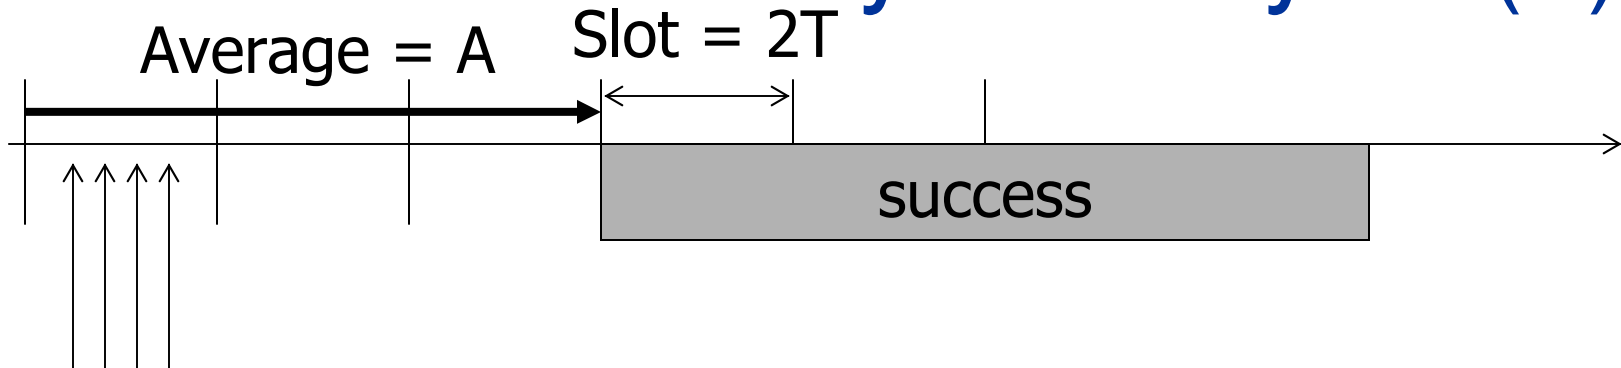 Average = A
Slot = 2T
success